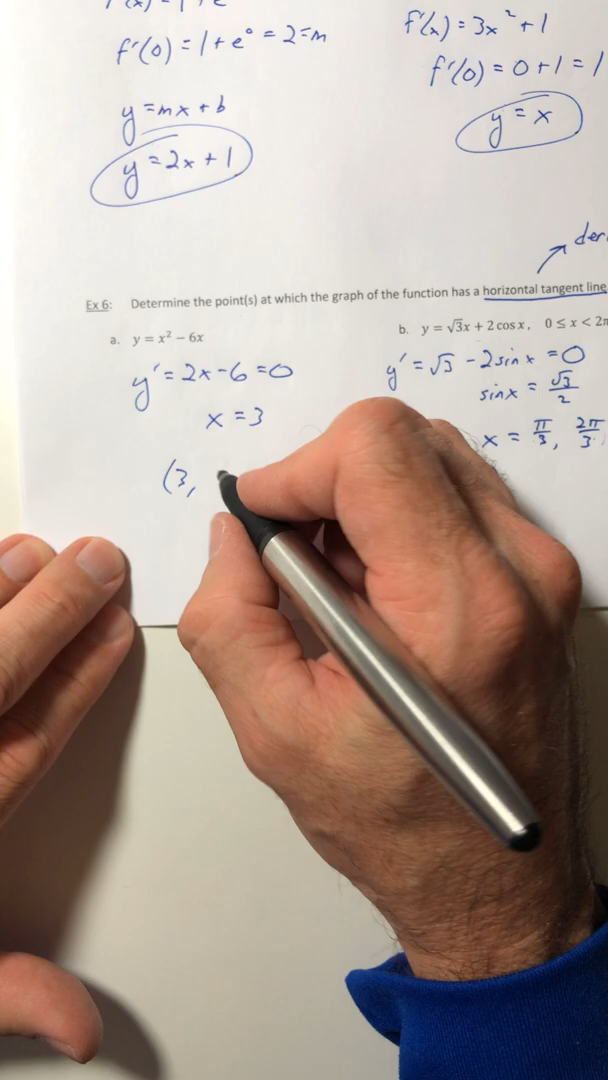 f'(0) = 1 + e⁰ = 2 = m
y = mx + b
y = 2x + 1
f'(x) = 3x² + 1
f'(0) = 0 + 1 = 1
y = x
Ex 6: Determine the point(s) at which the graph of the function has a horizontal tangent line
a. y = x² − 6x
y' = 2x - 6 = 0
x = 3
(3,
b. y = √3x + 2 cos x, 0 ≤ x < 2π
y' = √3 - 2 sin x = 0
sin x = √3/2
x = π/3, 2π/3